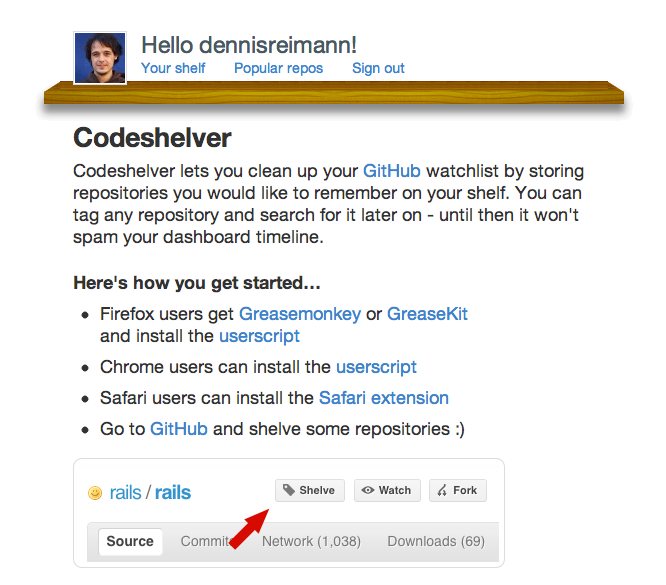 Hello dennisreimann!
Your shelf Popular repos Sign out
Codeshelver
Codeshelver lets you clean up your GitHub watchlist by storing
repositories you would like to remember on your shelf. You can
tag any repository and search for it later on - until then it won't
spam your dashboard timeline.
Here's how you get started…
• Firefox users get Greasemonkey or GreaseKit
and install the userscript
• Chrome users can install the userscript
• Safari users can install the Safari extension
• Go to GitHub and shelve some repositories :)
rails / rails Shelve Watch Fork
Source Commits Network (1,038) Downloads (69)